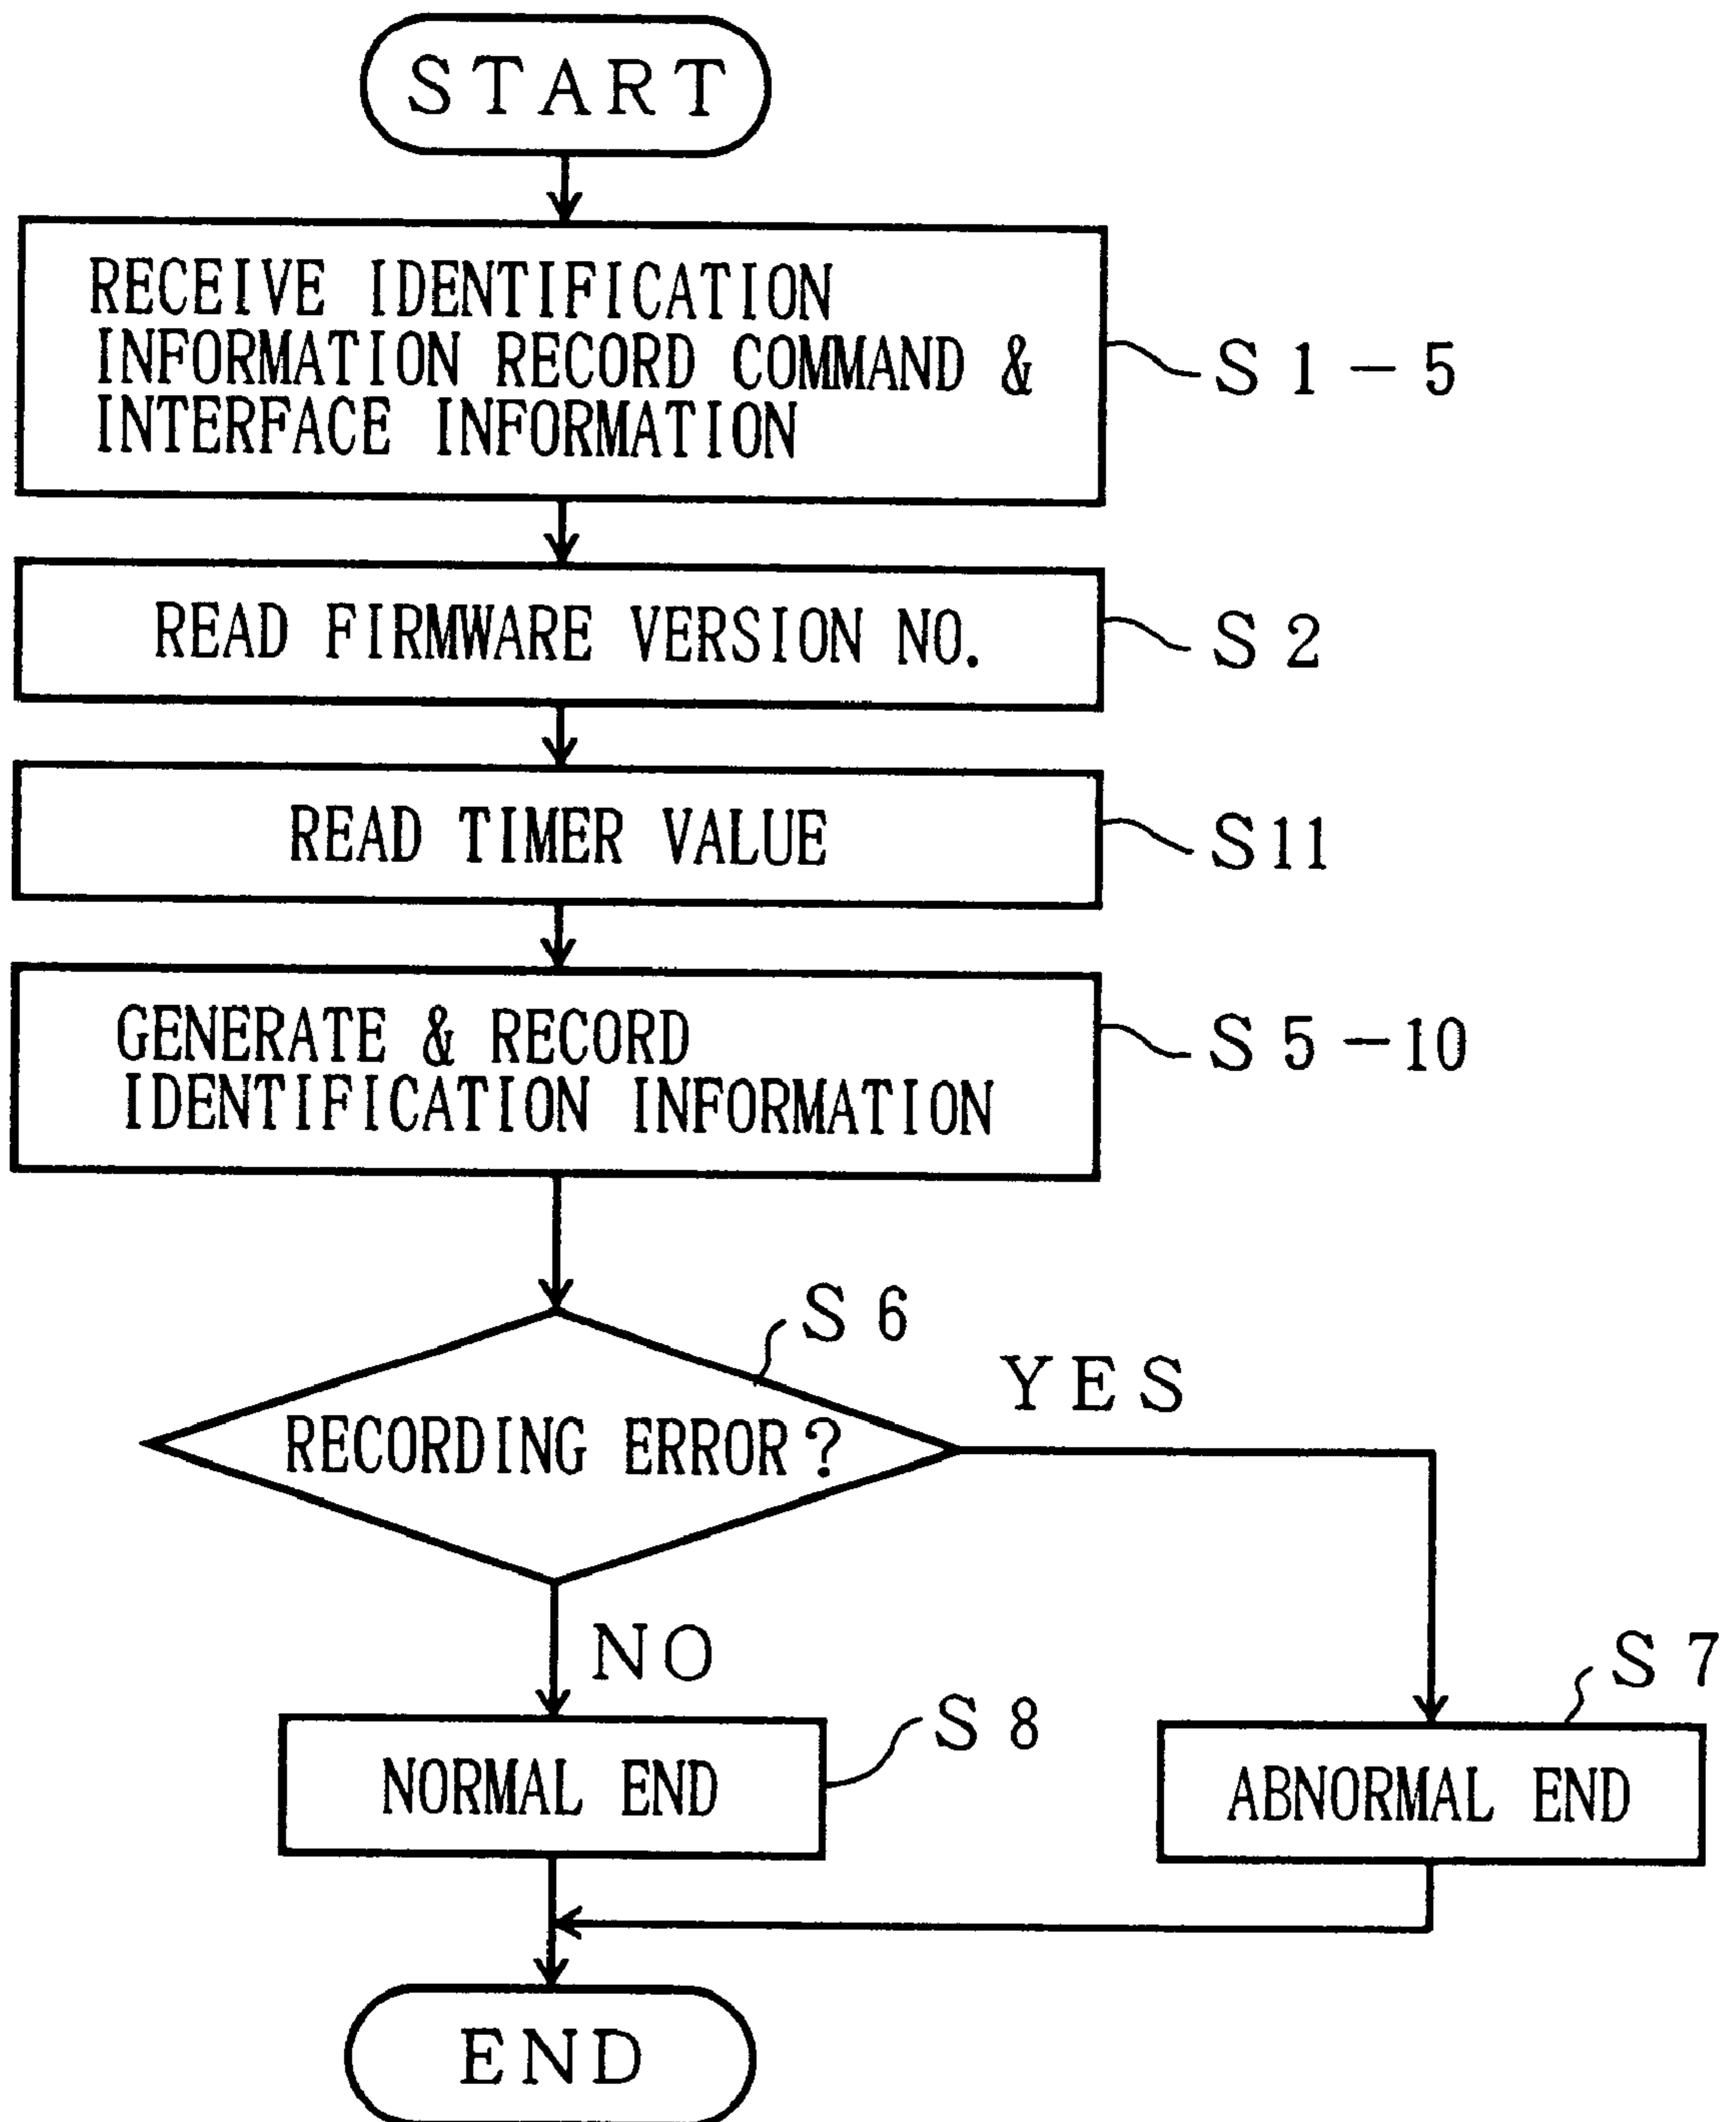 START
RECEIVE IDENTIFICATION
INFORMATION RECORD COMMAND &
INTERFACE INFORMATION
S1-5
READ FIRMWARE VERSION NO.
S2
READ TIMER VALUE
S11
GENERATE & RECORD
IDENTIFICATION INFORMATION
S5-10
S6
RECORDING ERROR?
YES
NO
S7
S8
NORMAL END
ABNORMAL END
END